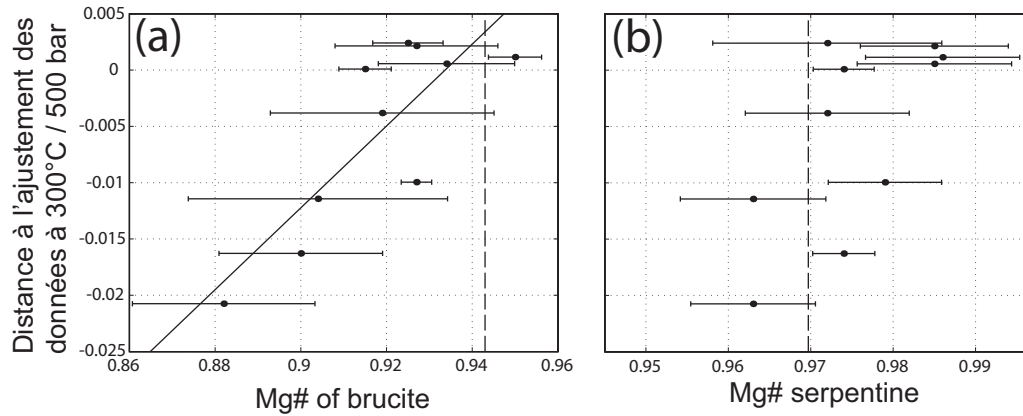 (a)
(b)
Distance à l'ajustement des
données à 300°C / 500 bar
0.005
0
-0.005
-0.01
-0.015
-0.02
-0.025
0.86 0.88 0.9 0.92 0.94 0.96
0.95 0.96 0.97 0.98 0.99
Mg# of brucite
Mg# serpentine